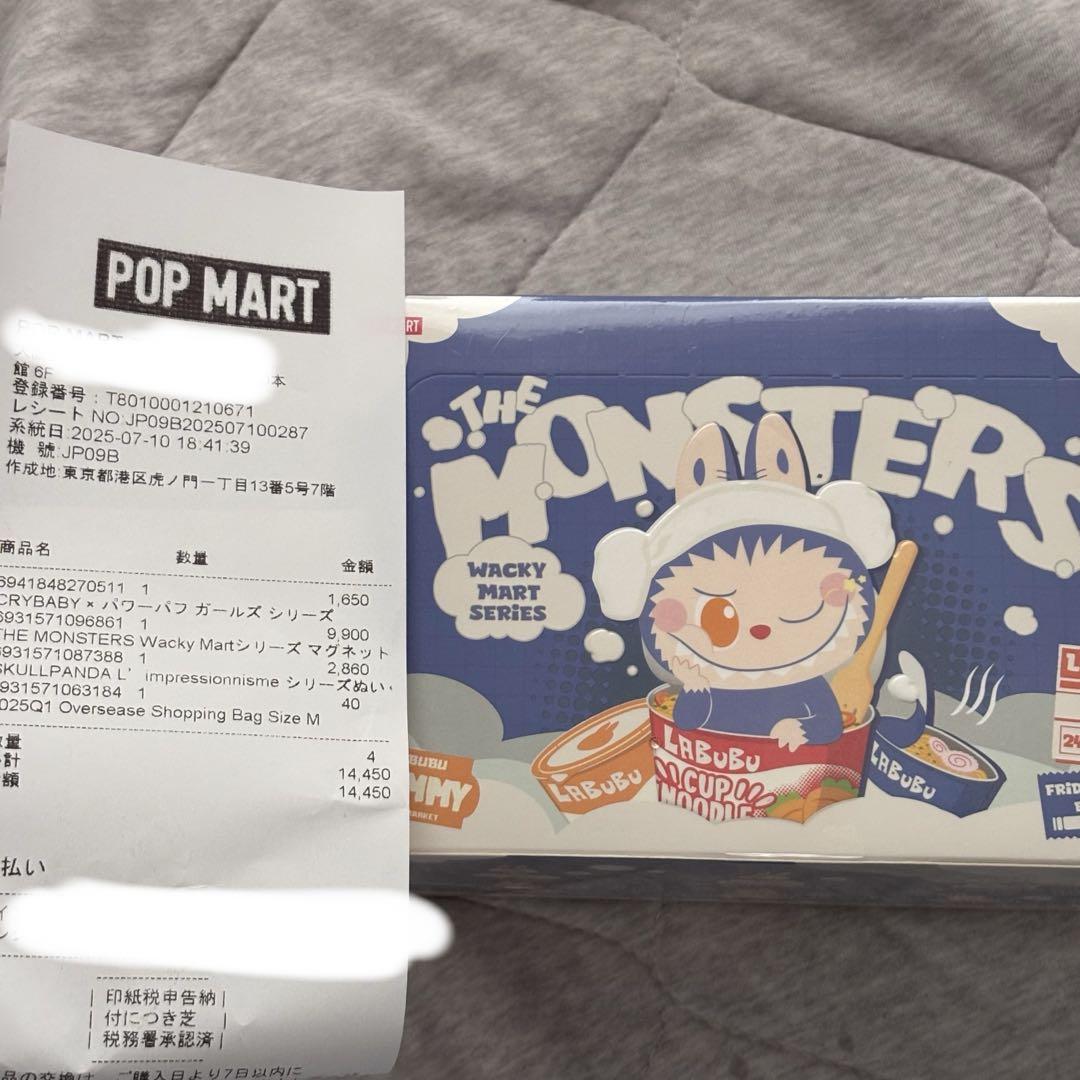 POP MART
POP MART
館 6F
本
登録番号 : T8010001210671
レシート NO:JP09B202507100287
系統日:2025-07-10 18:41:39
機 號:JP09B
作成地:東京都港区虎ノ門一丁目13番5号7階
商品名 数量 金額
6941848270511 1 1,650
CRYBABY × パワーパフ ガールズ シリーズ
6931571096861 1 9,900
THE MONSTERS Wacky Martシリーズ マグネット
6931571087388 1 2,860
SKULLPANDA L' impressionnisme シリーズぬい
6931571063184 1 40
2025Q1 Oversease Shopping Bag Size M
量 4
計 14,450
額 14,450
払い
印紙税申告納
付につき芝
税務署承認済
品の交換は、ご購入日より7日以内に
RT
THE MONSTERS
WACKY
MART
SERIES
LABUBU
LABUBU
CUP
NOODLE
LABUBU
BUBU
MMY
MARKET
24
FRiD